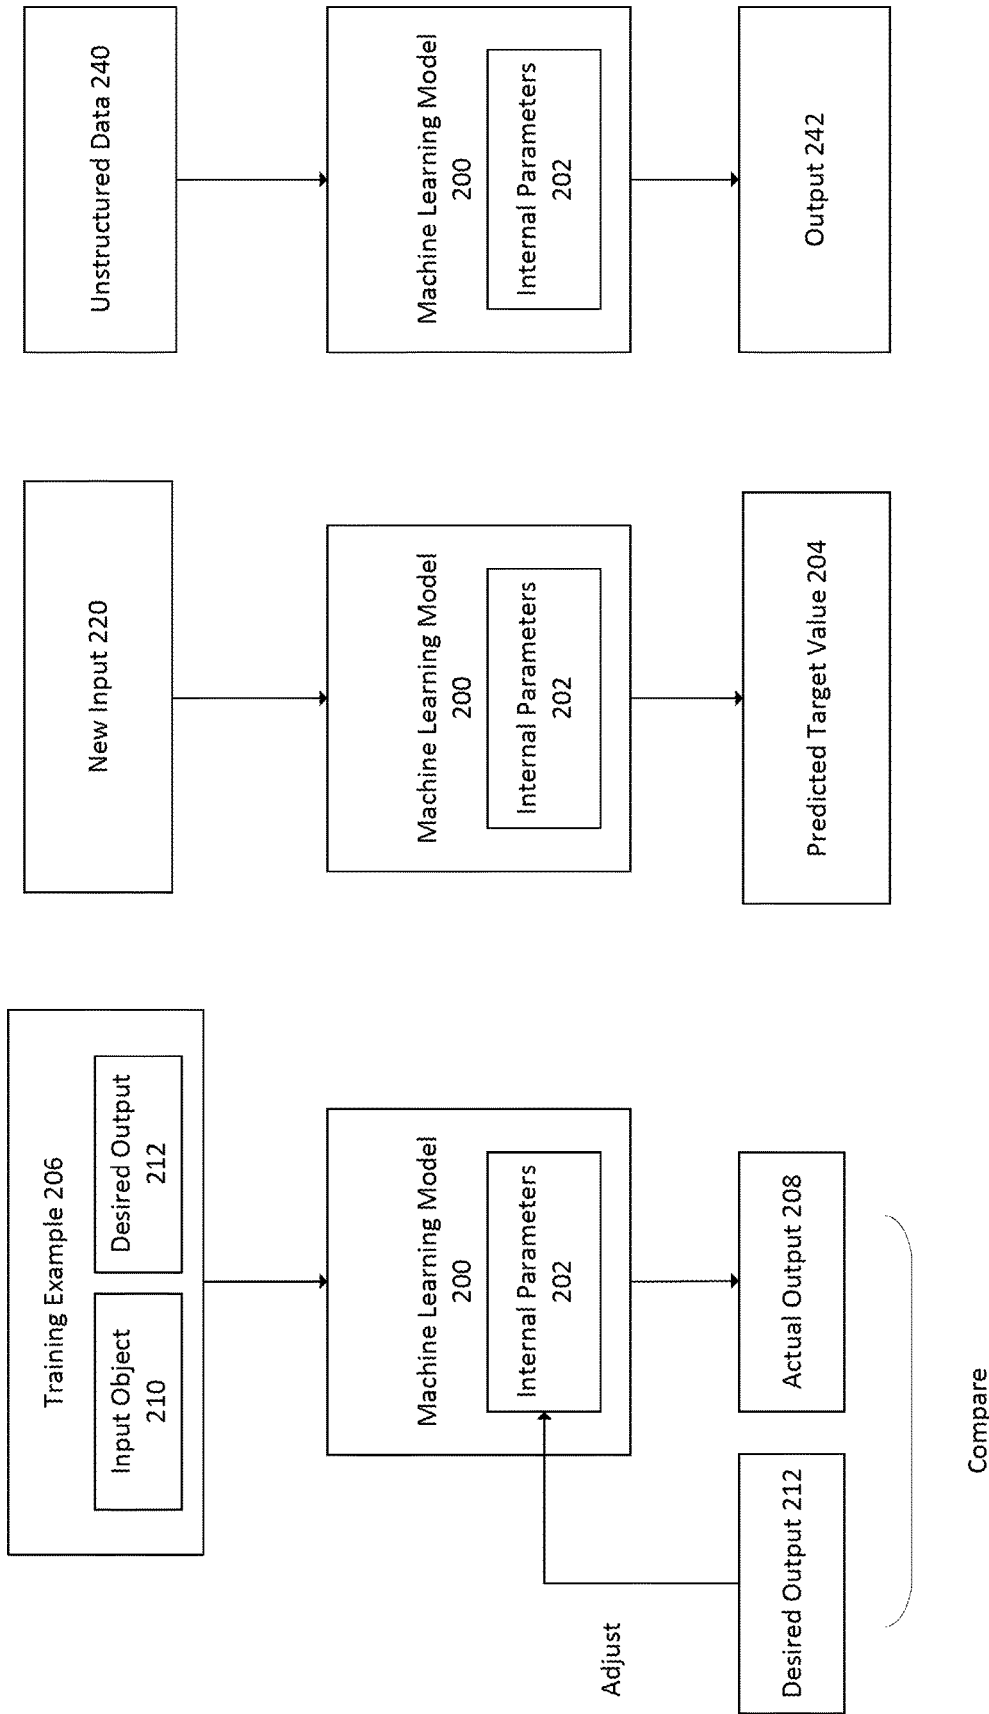 Training Example 206
Input Object
210
Desired Output
212
Machine Learning Model
200
Internal Parameters
202
Adjust
Desired Output 212
Actual Output 208
Compare
New Input 220
Machine Learning Model
200
Internal Parameters
202
Predicted Target Value 204
Unstructured Data 240
Machine Learning Model
200
Internal Parameters
202
Output 242